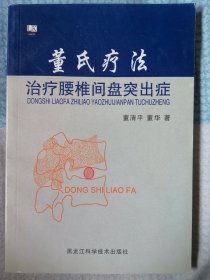 董氏疗法
治疗腰椎间盘突出症
DONGSHI LIAOFA ZHILIAO YAOZHUIJIANPAN TUCHUZHENG
董清平 董华 著
DONG SHI LIAO FA
黑龙江科学技术出版社